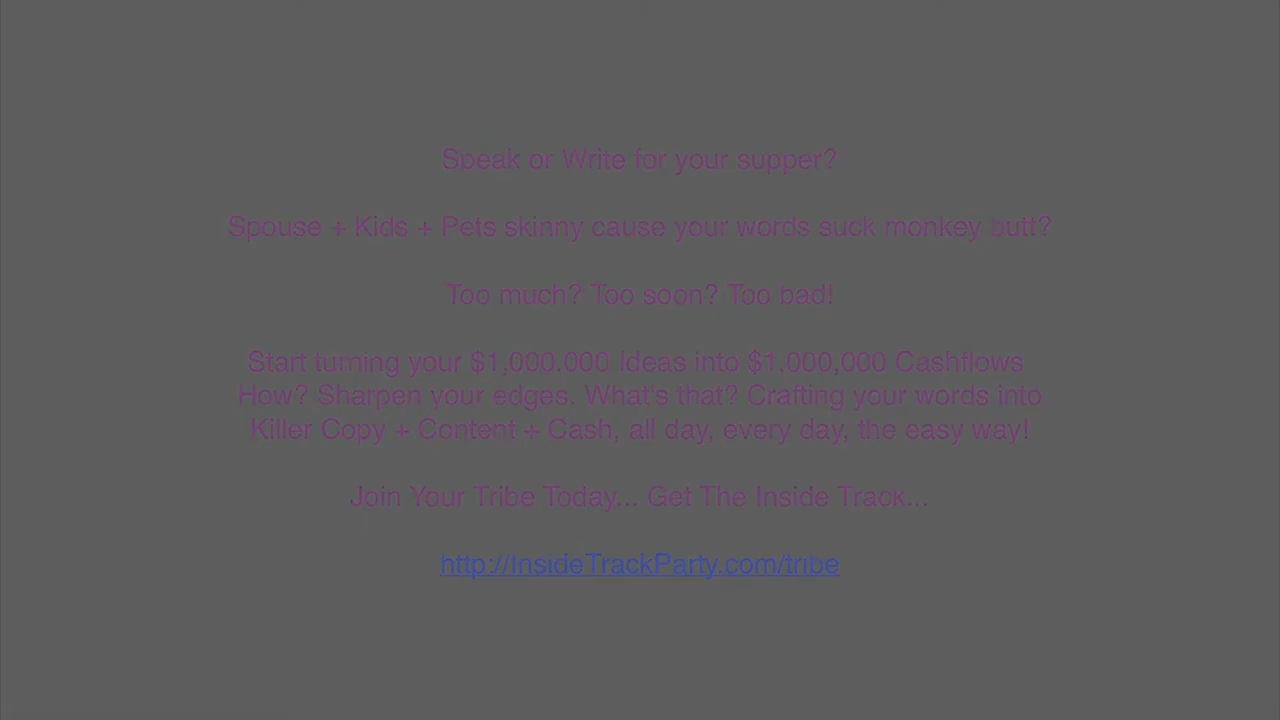 Speak or Write for your supper?
Spouse + Kids + Pets skinny cause your words suck monkey butt?
Too much? Too soon? Too bad!
Start turning your $1,000.000 Ideas into $1.000,000 Cashflows
How? Sharpen your edges. What's that? Crafting your words into
Killer Copy + Content + Cash, all day, every day, the easy way!
Join Your Tribe Today... Get The Inside Track...
http://InsideTrackParty.com/tribe